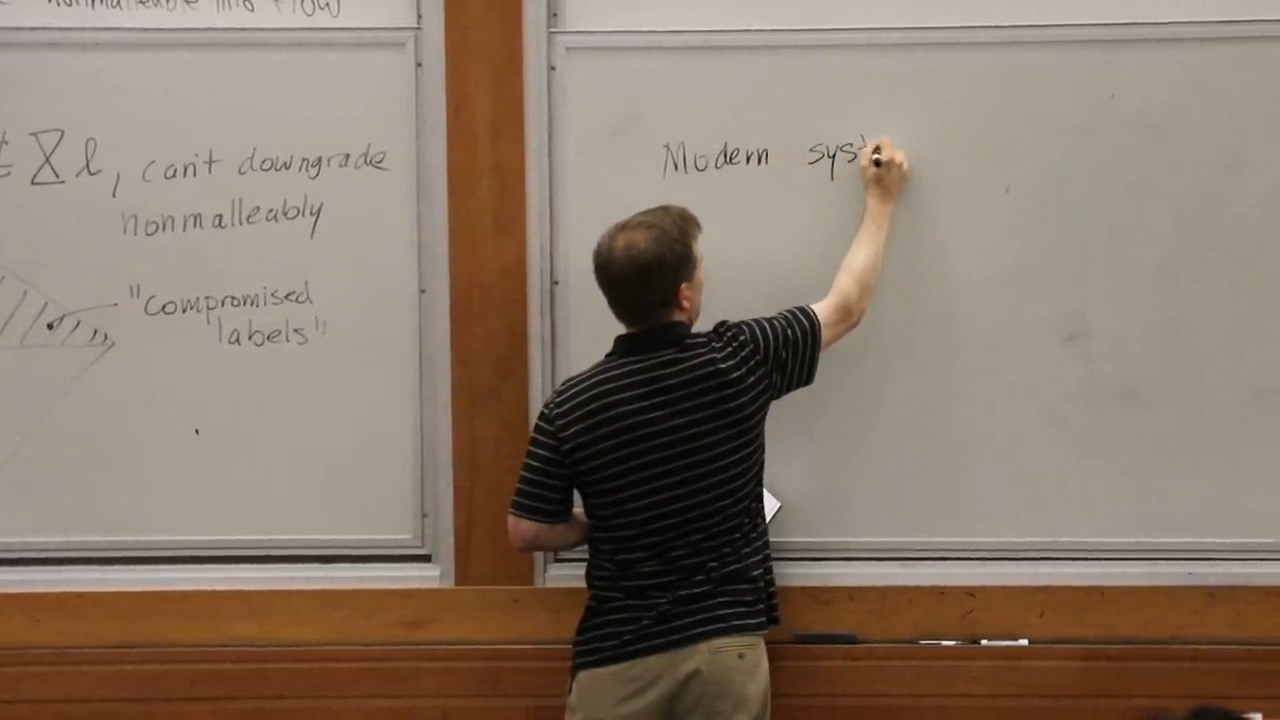 nonmalleable info flow
⋢ ⧖ l, can't downgrade
nonmalleably
"compromised
labels"
Modern syst